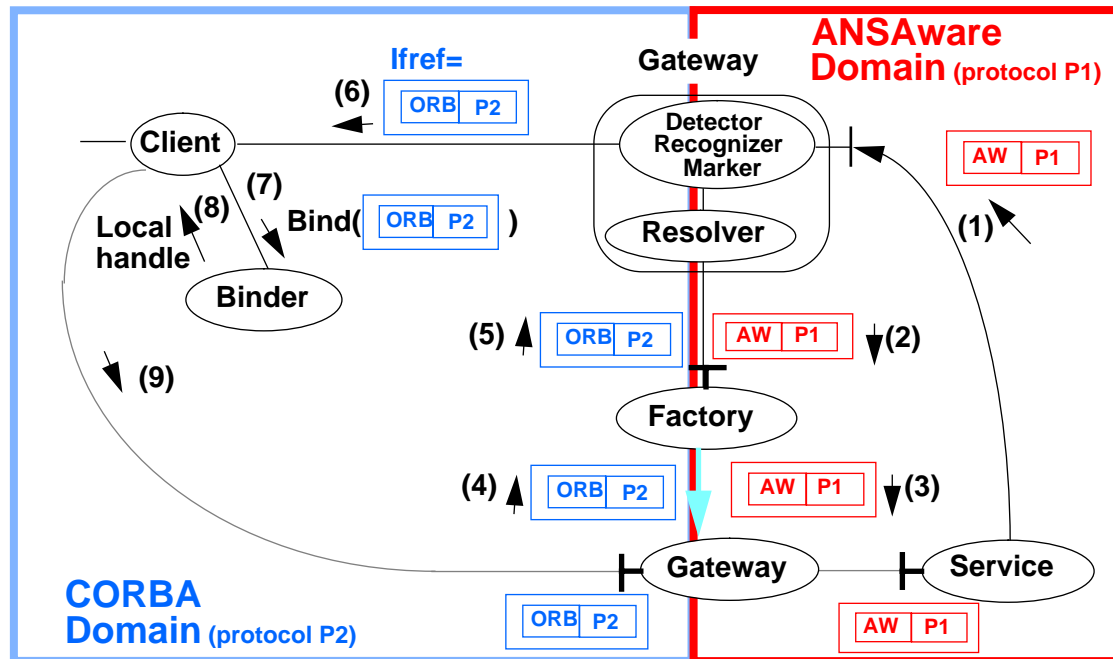 ANSAware
Domain (protocol P1)
Gateway
Ifref=
(6)
ORB P2
Client
Detector
Recognizer
Marker
AW P1
(1)
(7)
(8)
Local
handle
Bind( ORB P2 )
Resolver
Binder
(5)
ORB P2
AW P1
(2)
(9)
Factory
(4)
ORB P2
AW P1
(3)
Gateway
Service
CORBA
Domain (protocol P2)
ORB P2
AW P1